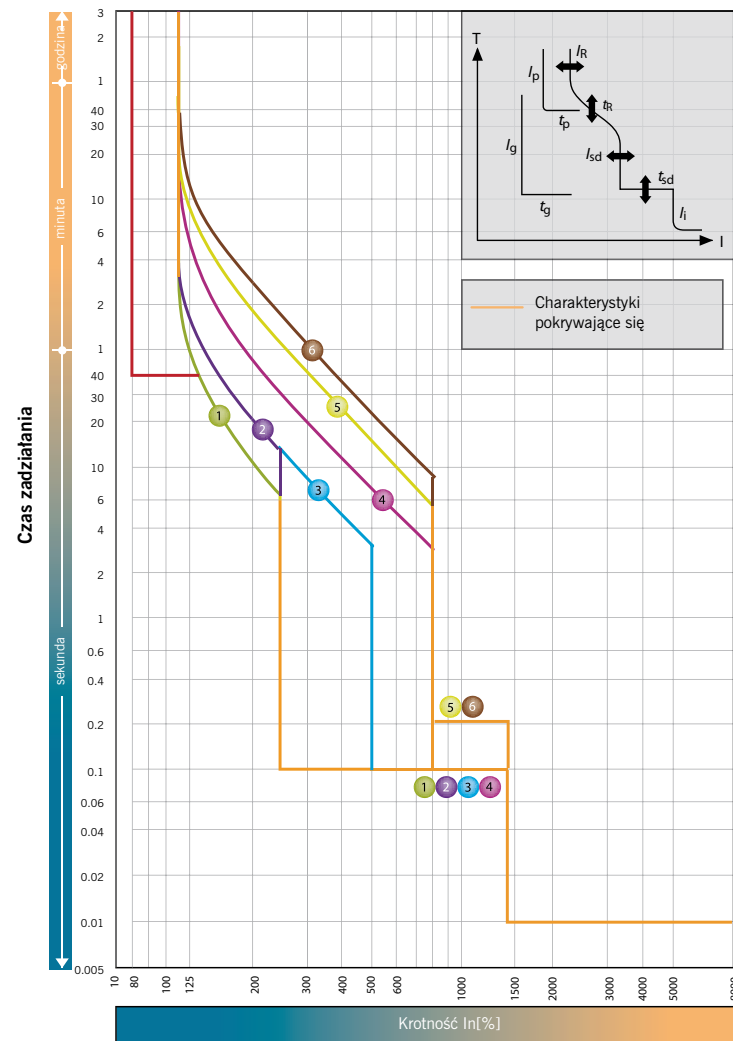 Czas zadziałania
godzina
minuta
sekunda
3
2
1
40
30
20
10
6
4
2
1
40
30
20
10
6
4
2
1
0.6
0.4
0.2
0.1
0.06
0.04
0.02
0.01
0.005
T
I
IR
Ip
tR
tp
Ig
Isd
tsd
tg
Ii
Charakterystyki
pokrywające się
6
5
1
2
3
4
5 6
1 2 3 4
10 80 100 125 200 300 400 500 600 1000 1500 2000 3000 4000 5000
Krotność In[%]